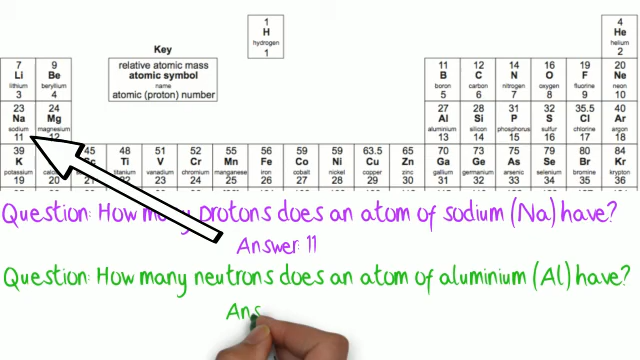 1
H
hydrogen
1
4
He
helium
2
Key
relative atomic mass
atomic symbol
name
atomic (proton) number
7 9 11 12 14 16 19 20
Li Be B C N O F Ne
lithium beryllium boron carbon nitrogen oxygen fluorine neon
3 4 5 6 7 8 9 10
23 24 27 28 31 32 35.5 40
Na Mg Al Si P S Cl Ar
sodium magnesium aluminium silicon phosphorus sulfur chlorine argon
11 12 13 14 15 16 17 18
39 45 48 51 52 55 56 59 59 63.5 65 70 73 75 79 80 84
K Sc Ti V Cr Mn Fe Co Ni Cu Zn Ga Ge As Se Br Kr
potassium titanium vanadium chromium manganese iron cobalt nickel copper zinc gallium germanium arsenic selenium bromine krypton
19 20 21 22 23 24 25 26 27 28 29 30 31 32 33 34 35 36
Question: How many protons does an atom of sodium (Na) have?
Answer: 11
Question: How many neutrons does an atom of aluminium (Al) have?
Ans